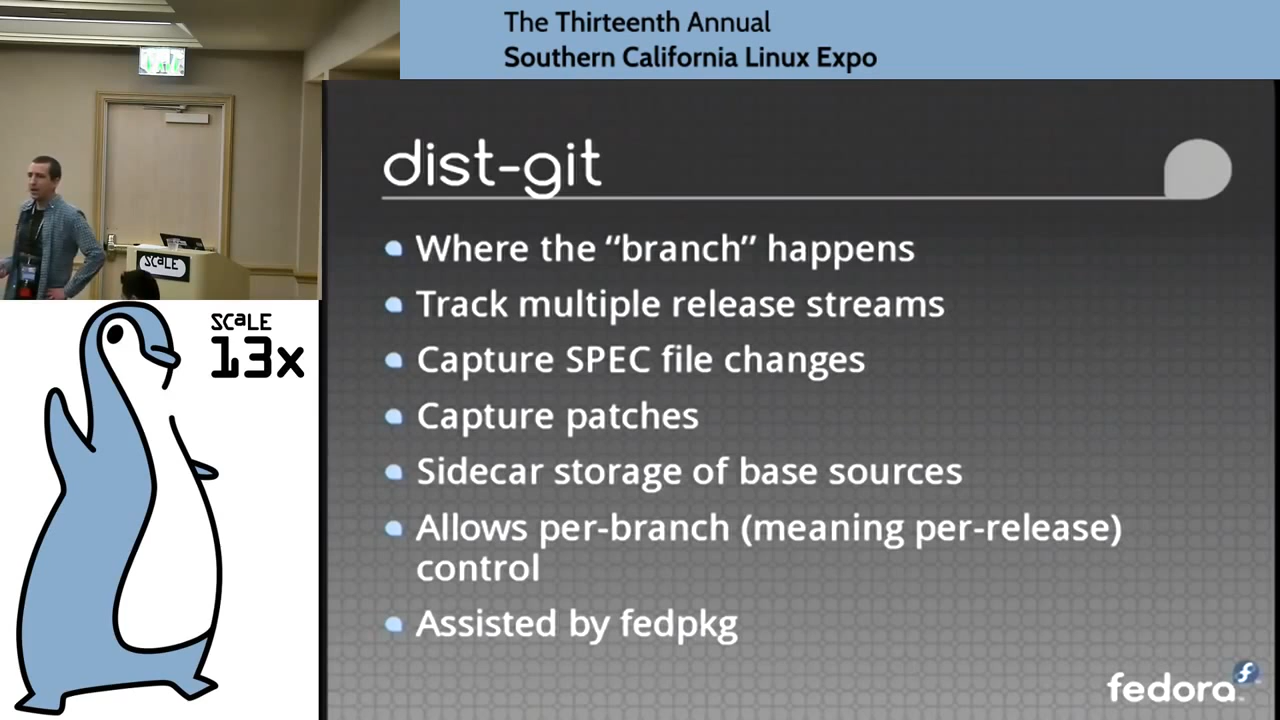 The Thirteenth Annual
Southern California Linux Expo
dist-git
Where the “branch” happens
Track multiple release streams
Capture SPEC file changes
Capture patches
Sidecar storage of base sources
Allows per-branch (meaning per-release)
control
Assisted by fedpkg
fedora
SCaLE
SCaLE
13x